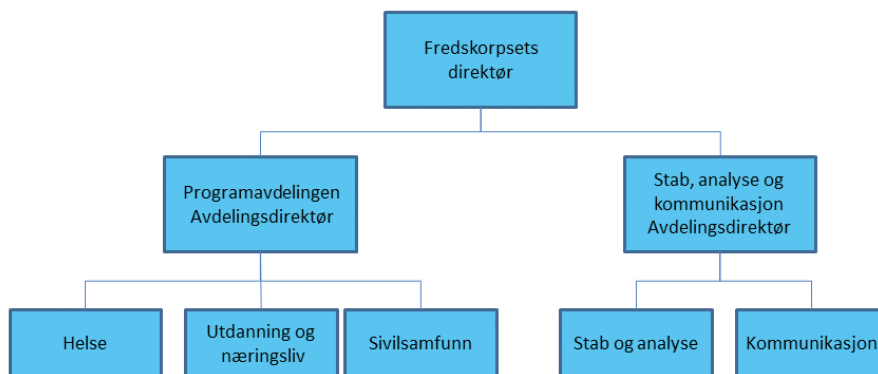 Fredskorpsets
direktør
Programavdelingen
Avdelingsdirektør
Stab, analyse og
kommunikasjon
Avdelingsdirektør
Helse
Utdanning og
næringsliv
Sivilsamfunn
Stab og analyse
Kommunikasjon